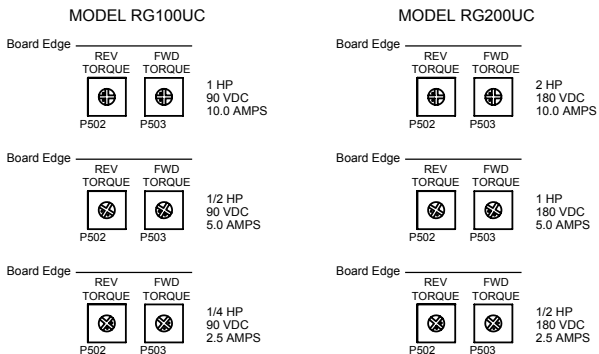 MODEL RG100UC
Board Edge
REV TORQUE
FWD TORQUE
P502
P503
1 HP
90 VDC
10.0 AMPS
Board Edge
REV TORQUE
FWD TORQUE
P502
P503
1/2 HP
90 VDC
5.0 AMPS
Board Edge
REV TORQUE
FWD TORQUE
P502
P503
1/4 HP
90 VDC
2.5 AMPS
MODEL RG200UC
Board Edge
REV TORQUE
FWD TORQUE
P502
P503
2 HP
180 VDC
10.0 AMPS
Board Edge
REV TORQUE
FWD TORQUE
P502
P503
1 HP
180 VDC
5.0 AMPS
Board Edge
REV TORQUE
FWD TORQUE
P502
P503
1/2 HP
180 VDC
2.5 AMPS